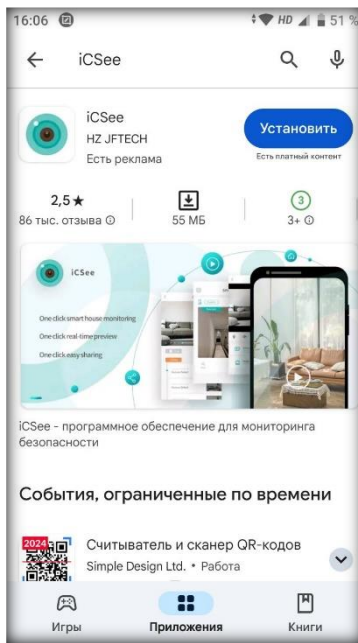 16:06 HD 51 %
iCSee
iCSee
HZ JFTECH
Есть реклама
Установить
Есть платный контент
2,5★
86 тыс. отзыва
55 МБ
3
3+
iCSee
One click smart house monitoring
One click real-time preview
One click easy sharing
iCSee - программное обеспечение для мониторинга
безопасности
События, ограниченные по времени
2024
Считыватель и сканер QR-кодов
Simple Design Ltd. • Работа
Игры
Приложения
Книги